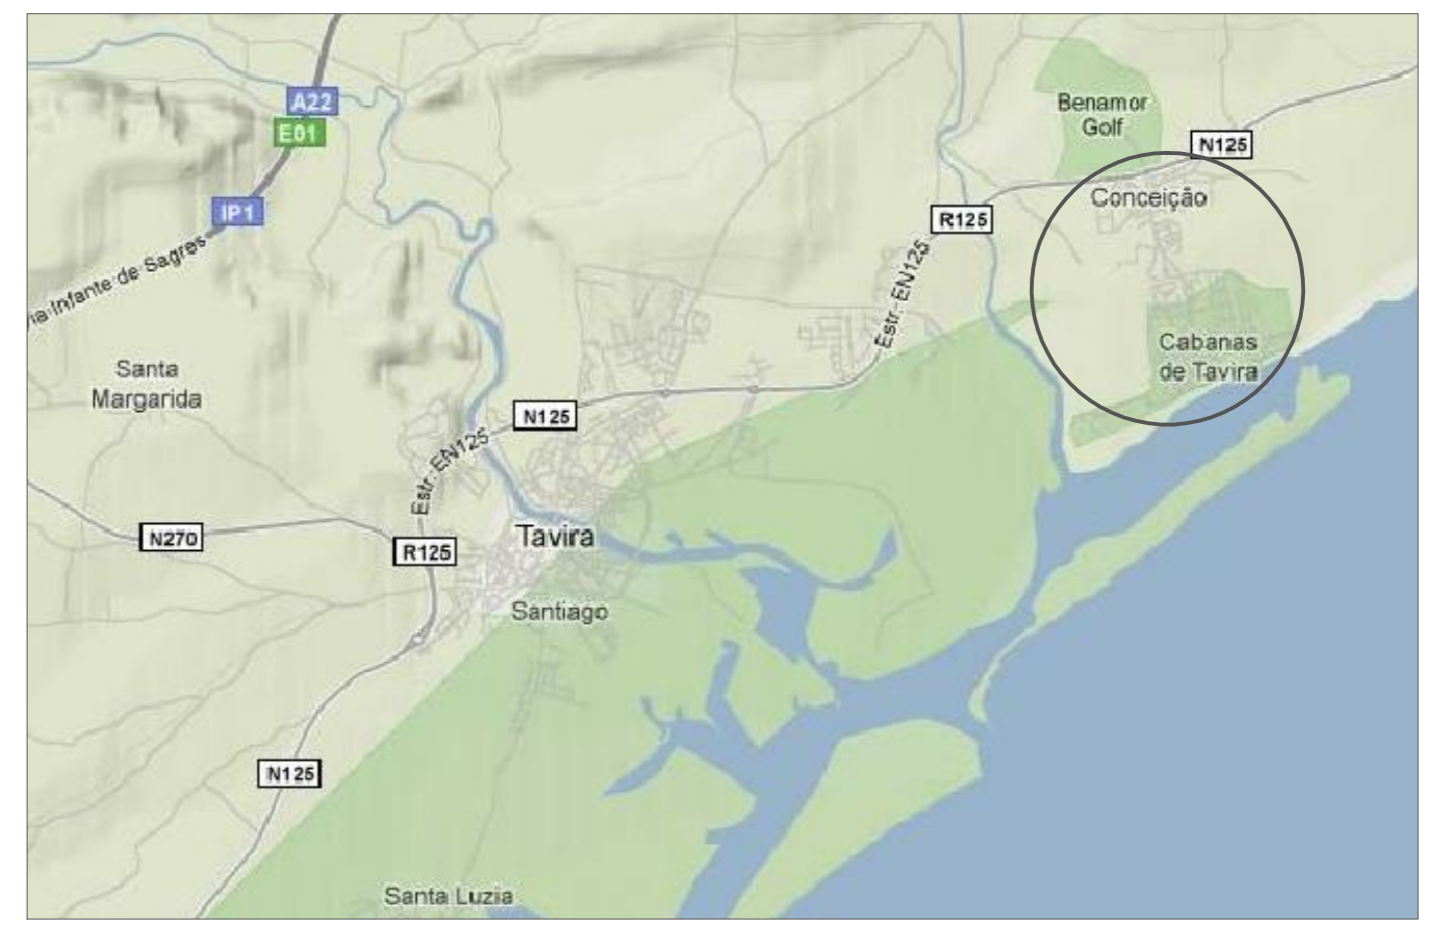 A22
E01
IP1
Benamor
Golf
N125
Conceição
R125
Estr. EN125
Infante de Sagres
Cabanas
de Tavira
Santa
Margarida
N125
Estr. EN125
N270
R125
Tavira
Santiago
N125
Santa Luzia